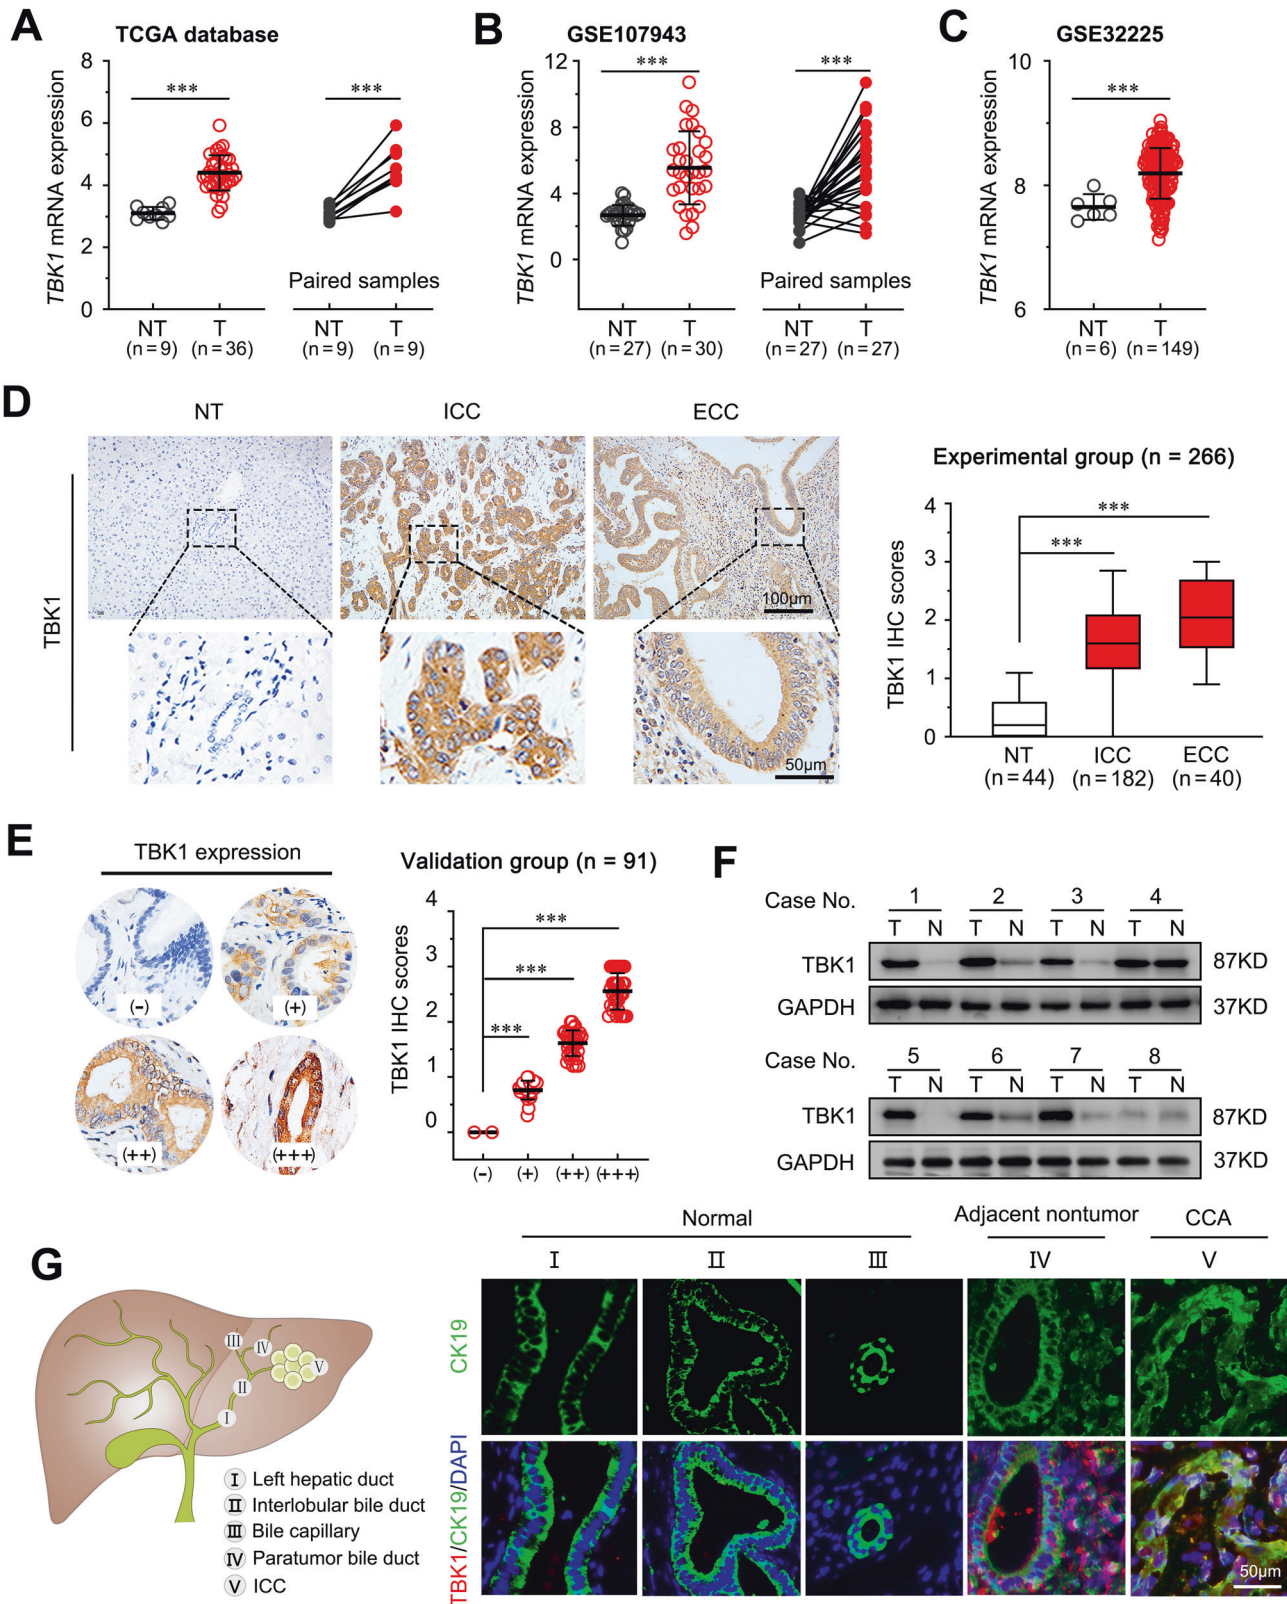 A
TCGA database
TBK1 mRNA expression
8
6
4
2
0
***
***
Paired samples
NT
T
NT
T
(n=9)
(n=36)
(n=9)
(n=9)
B
GSE107943
TBK1 mRNA expression
12
8
4
0
***
***
Paired samples
NT
T
NT
T
(n=27)
(n=30)
(n=27)
(n=27)
C
GSE32225
TBK1 mRNA expression
10
8
6
***
NT
T
(n=6)
(n=149)
D
NT
ICC
ECC
TBK1
100μm
50μm
Experimental group (n = 266)
TBK1 IHC scores
4
3
2
1
0
***
***
NT
ICC
ECC
(n=44)
(n=182)
(n=40)
E
TBK1 expression
(-)
(+)
(++)
(+++)
Validation group (n = 91)
TBK1 IHC scores
4
3
2
1
0
***
***
***
(-)
(+)
(++)
(+++)
F
Case No.
1
2
3
4
T N T N T N T N
TBK1
87KD
GAPDH
37KD
Case No.
5
6
7
8
T N T N T N T N
TBK1
87KD
GAPDH
37KD
G
III
IV
V
II
I
I Left hepatic duct
II Interlobular bile duct
III Bile capillary
IV Paratumor bile duct
V ICC
Normal
Adjacent nontumor
CCA
I
II
III
IV
V
CK19
TBK1/CK19/DAPI
50μm